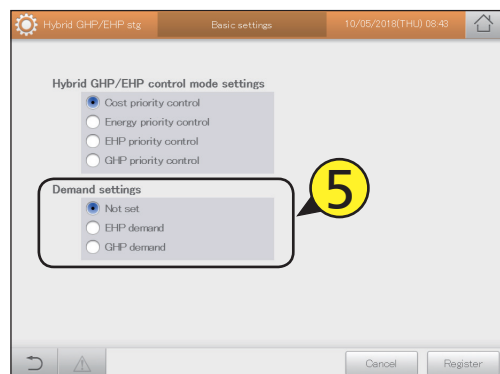 Hybrid GHP/EHP stg Basic settings 10/05/2018(THU) 08:43
Hybrid GHP/EHP control mode settings
Cost priority control
Energy priority control
EHP priority control
GHP priority control
Demand settings
Not set
EHP demand
GHP demand
5
Cancel Register